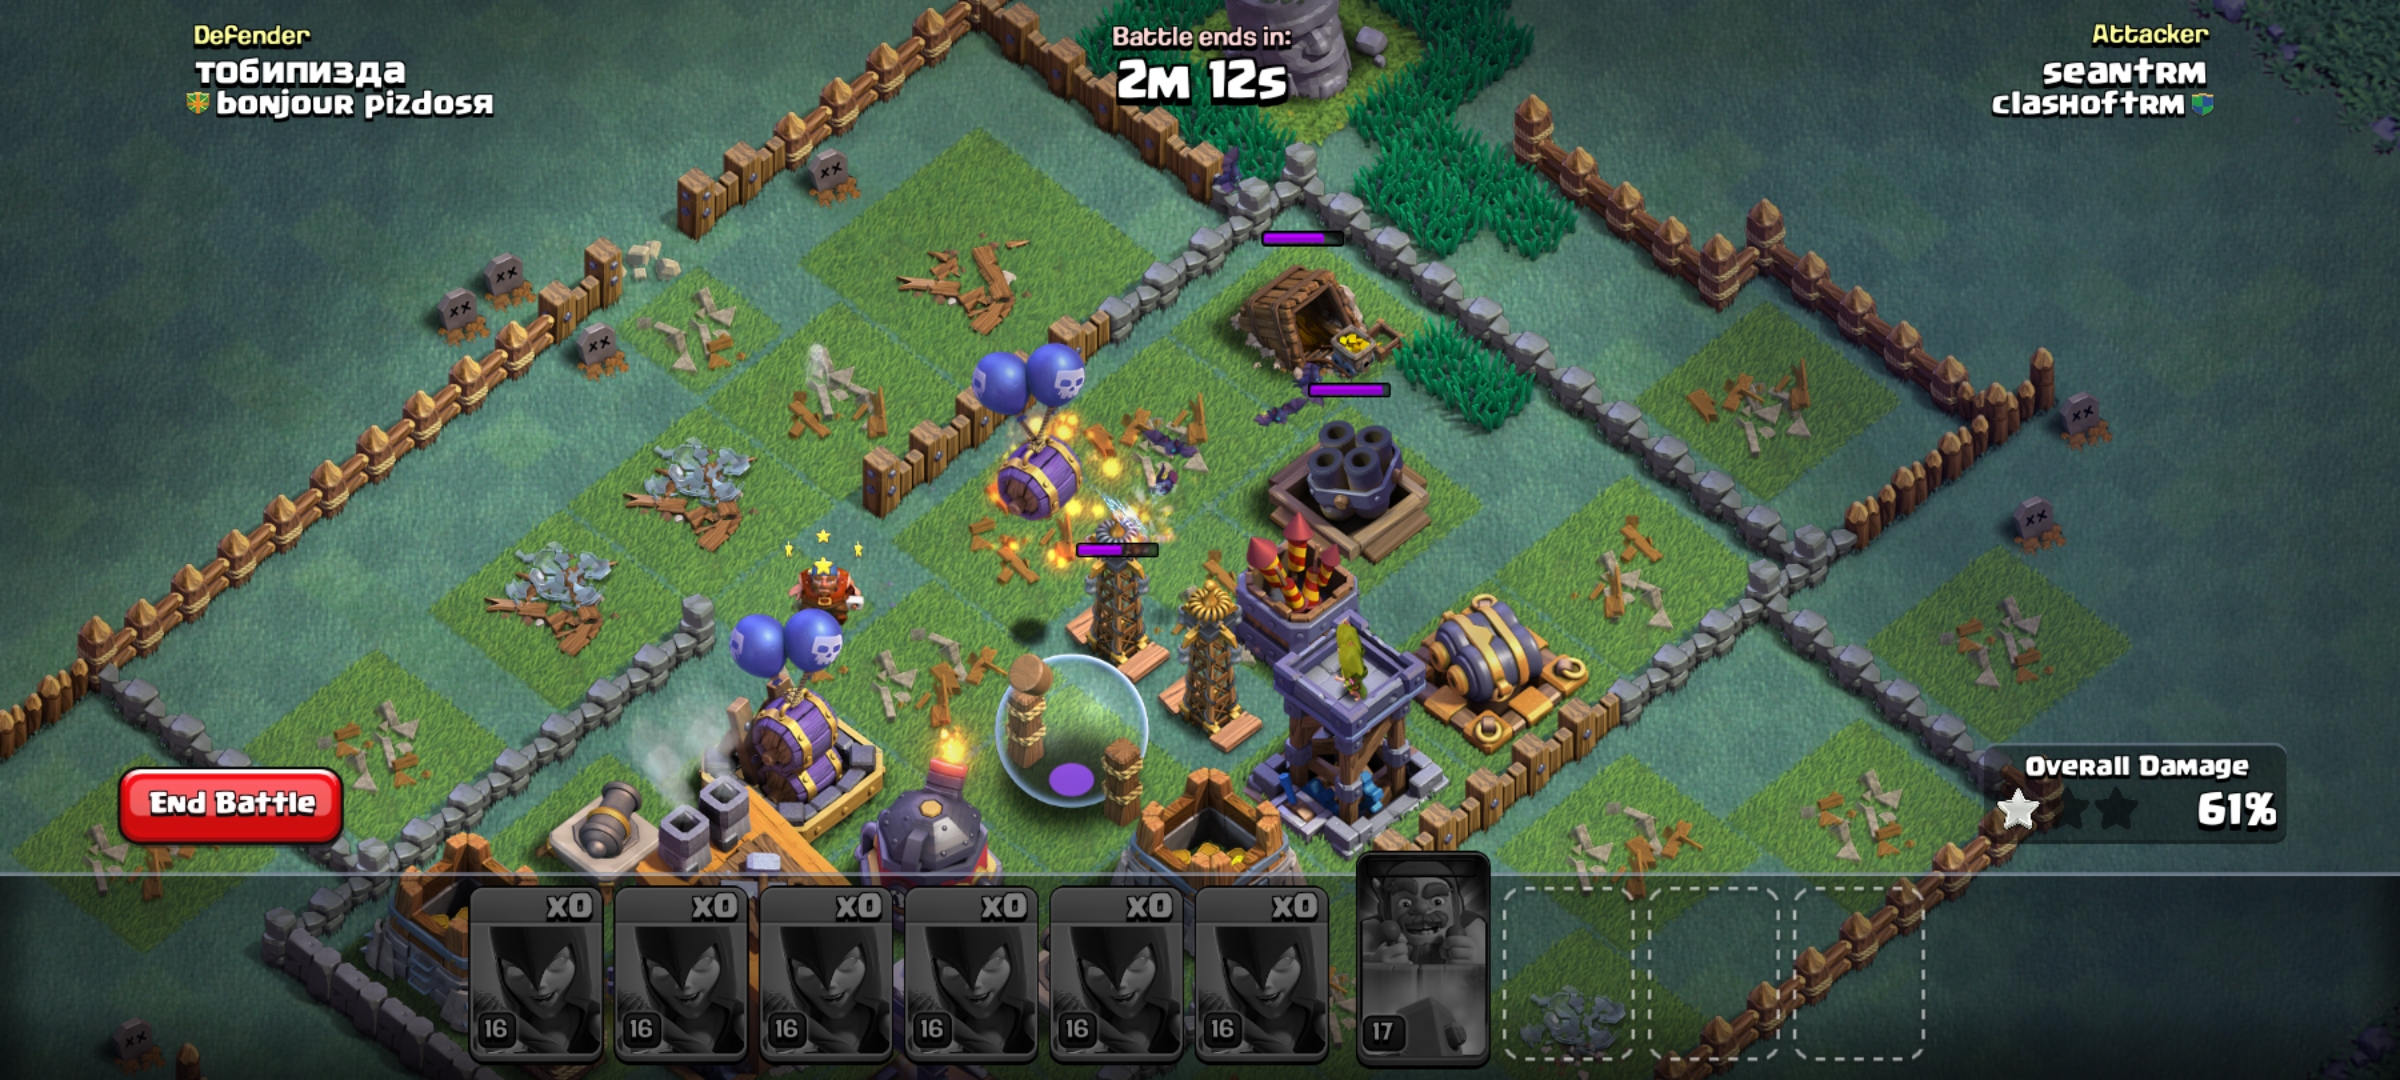 Defender
тобипизда
bonjour pizdosя
Battle ends in:
2m 12s
Attacker
seantrm
clashoftrm
End Battle
Overall Damage
61%
x0
x0
x0
x0
x0
x0
16
16
16
16
16
16
17